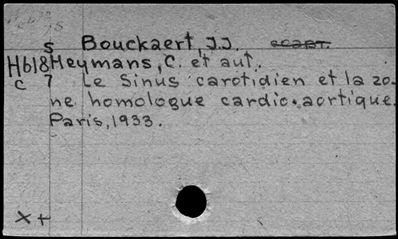 S Bouckaert, J.J.
H618 Heymans, C. et aut.
C 7 Le Sinus carotidien et la zo-
ne homologue cardio-aortique.
Paris, 1933.
X+